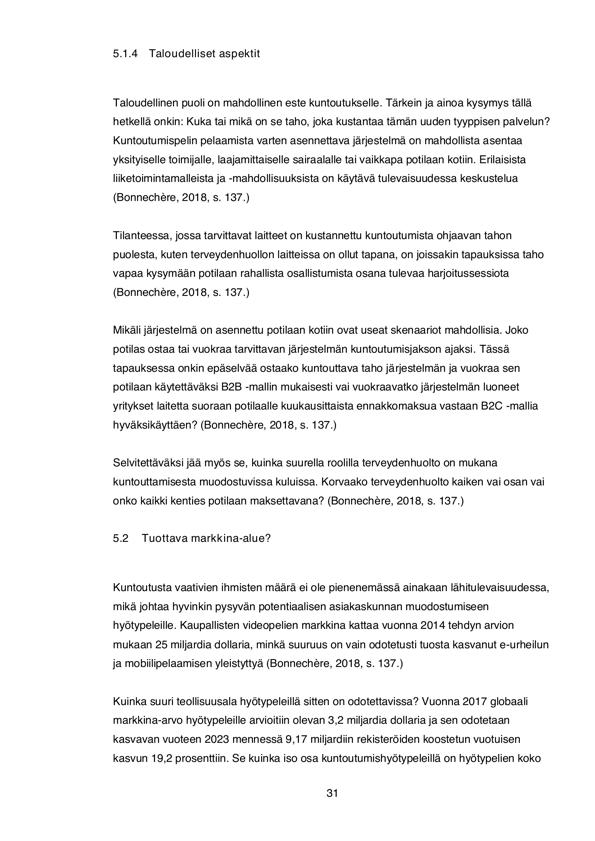 5.1.4 Taloudelliset aspektit
Taloudellinen puoli on mahdollinen este kuntoutukselle. Tärkein ja ainoa kysymys tällä
hetkellä onkin: Kuka tai mikä on se taho, joka kustantaa tämän uuden tyyppisen palvelun?
Kuntoutumispelin pelaamista varten asennettava järjestelmä on mahdollista asentaa
yksityiselle toimijalle, laajamittaiselle sairaalalle tai vaikkapa potilaan kotiin. Erilaisista
liiketoimintamalleista ja -mahdollisuuksista on käytävä tulevaisuudessa keskustelua
(Bonnechère, 2018, s. 137.)
Tilanteessa, jossa tarvittavat laitteet on kustannettu kuntoutumista ohjaavan tahon
puolesta, kuten terveydenhuollon laitteissa on ollut tapana, on joissakin tapauksissa taho
vapaa kysymään potilaan rahallista osallistumista osana tulevaa harjoitussessiota
(Bonnechère, 2018, s. 137.)
Mikäli järjestelmä on asennettu potilaan kotiin ovat useat skenaariot mahdollisia. Joko
potilas ostaa tai vuokraa tarvittavan järjestelmän kuntoutumisjakson ajaksi. Tässä
tapauksessa onkin epäselvää ostaako kuntouttava taho järjestelmän ja vuokraa sen
potilaan käytettäväksi B2B -mallin mukaisesti vai vuokraavatko järjestelmän luoneet
yritykset laitetta suoraan potilaalle kuukausittaista ennakkomaksua vastaan B2C -mallia
hyväksikäyttäen? (Bonnechère, 2018, s. 137.)
Selvitettäväksi jää myös se, kuinka suurella roolilla terveydenhuolto on mukana
kuntouttamisesta muodostuvissa kuluissa. Korvaako terveydenhuolto kaiken vai osan vai
onko kaikki kenties potilaan maksettavana? (Bonnechère, 2018, s. 137.)
5.2 Tuottava markkina-alue?
Kuntoutusta vaativien ihmisten määrä ei ole pienenemässä ainakaan lähitulevaisuudessa,
mikä johtaa hyvinkin pysyvän potentiaalisen asiakaskunnan muodostumiseen
hyötypeleille. Kaupallisten videopelien markkina kattaa vuonna 2014 tehdyn arvion
mukaan 25 miljardia dollaria, minkä suuruus on vain odotetusti tuosta kasvanut e-urheilun
ja mobiilipelaamisen yleistyttyä (Bonnechère, 2018, s. 137.)
Kuinka suuri teollisuusala hyötypeleillä sitten on odotettavissa? Vuonna 2017 globaali
markkina-arvo hyötypeleille arvioitiin olevan 3,2 miljardia dollaria ja sen odotetaan
kasvavan vuoteen 2023 mennessä 9,17 miljardiin rekisteröiden koostetun vuotuisen
kasvun 19,2 prosenttiin. Se kuinka iso osa kuntoutumishyötypeleillä on hyötypelien koko
31